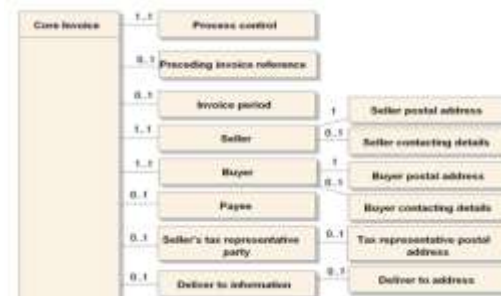 Core Invoice
1..1
Process control
0..1
Preceding invoice reference
0..1
Invoice period
1
Seller postal address
1..1
Seller
0..1
Seller contacting details
1..1
Buyer
1
Buyer postal address
0..1
Buyer contacting details
0..1
Payee
0..1
Seller's tax representative
party
0..1
Tax representative postal
address
0..1
Deliver to information
0..1
Deliver to address